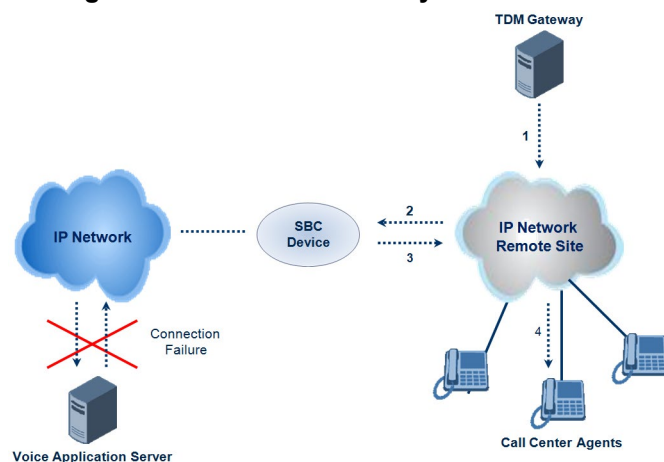 TDM Gateway
1
IP Network
SBC
Device
2
3
IP Network
Remote Site
Connection
Failure
4
Voice Application Server
Call Center Agents